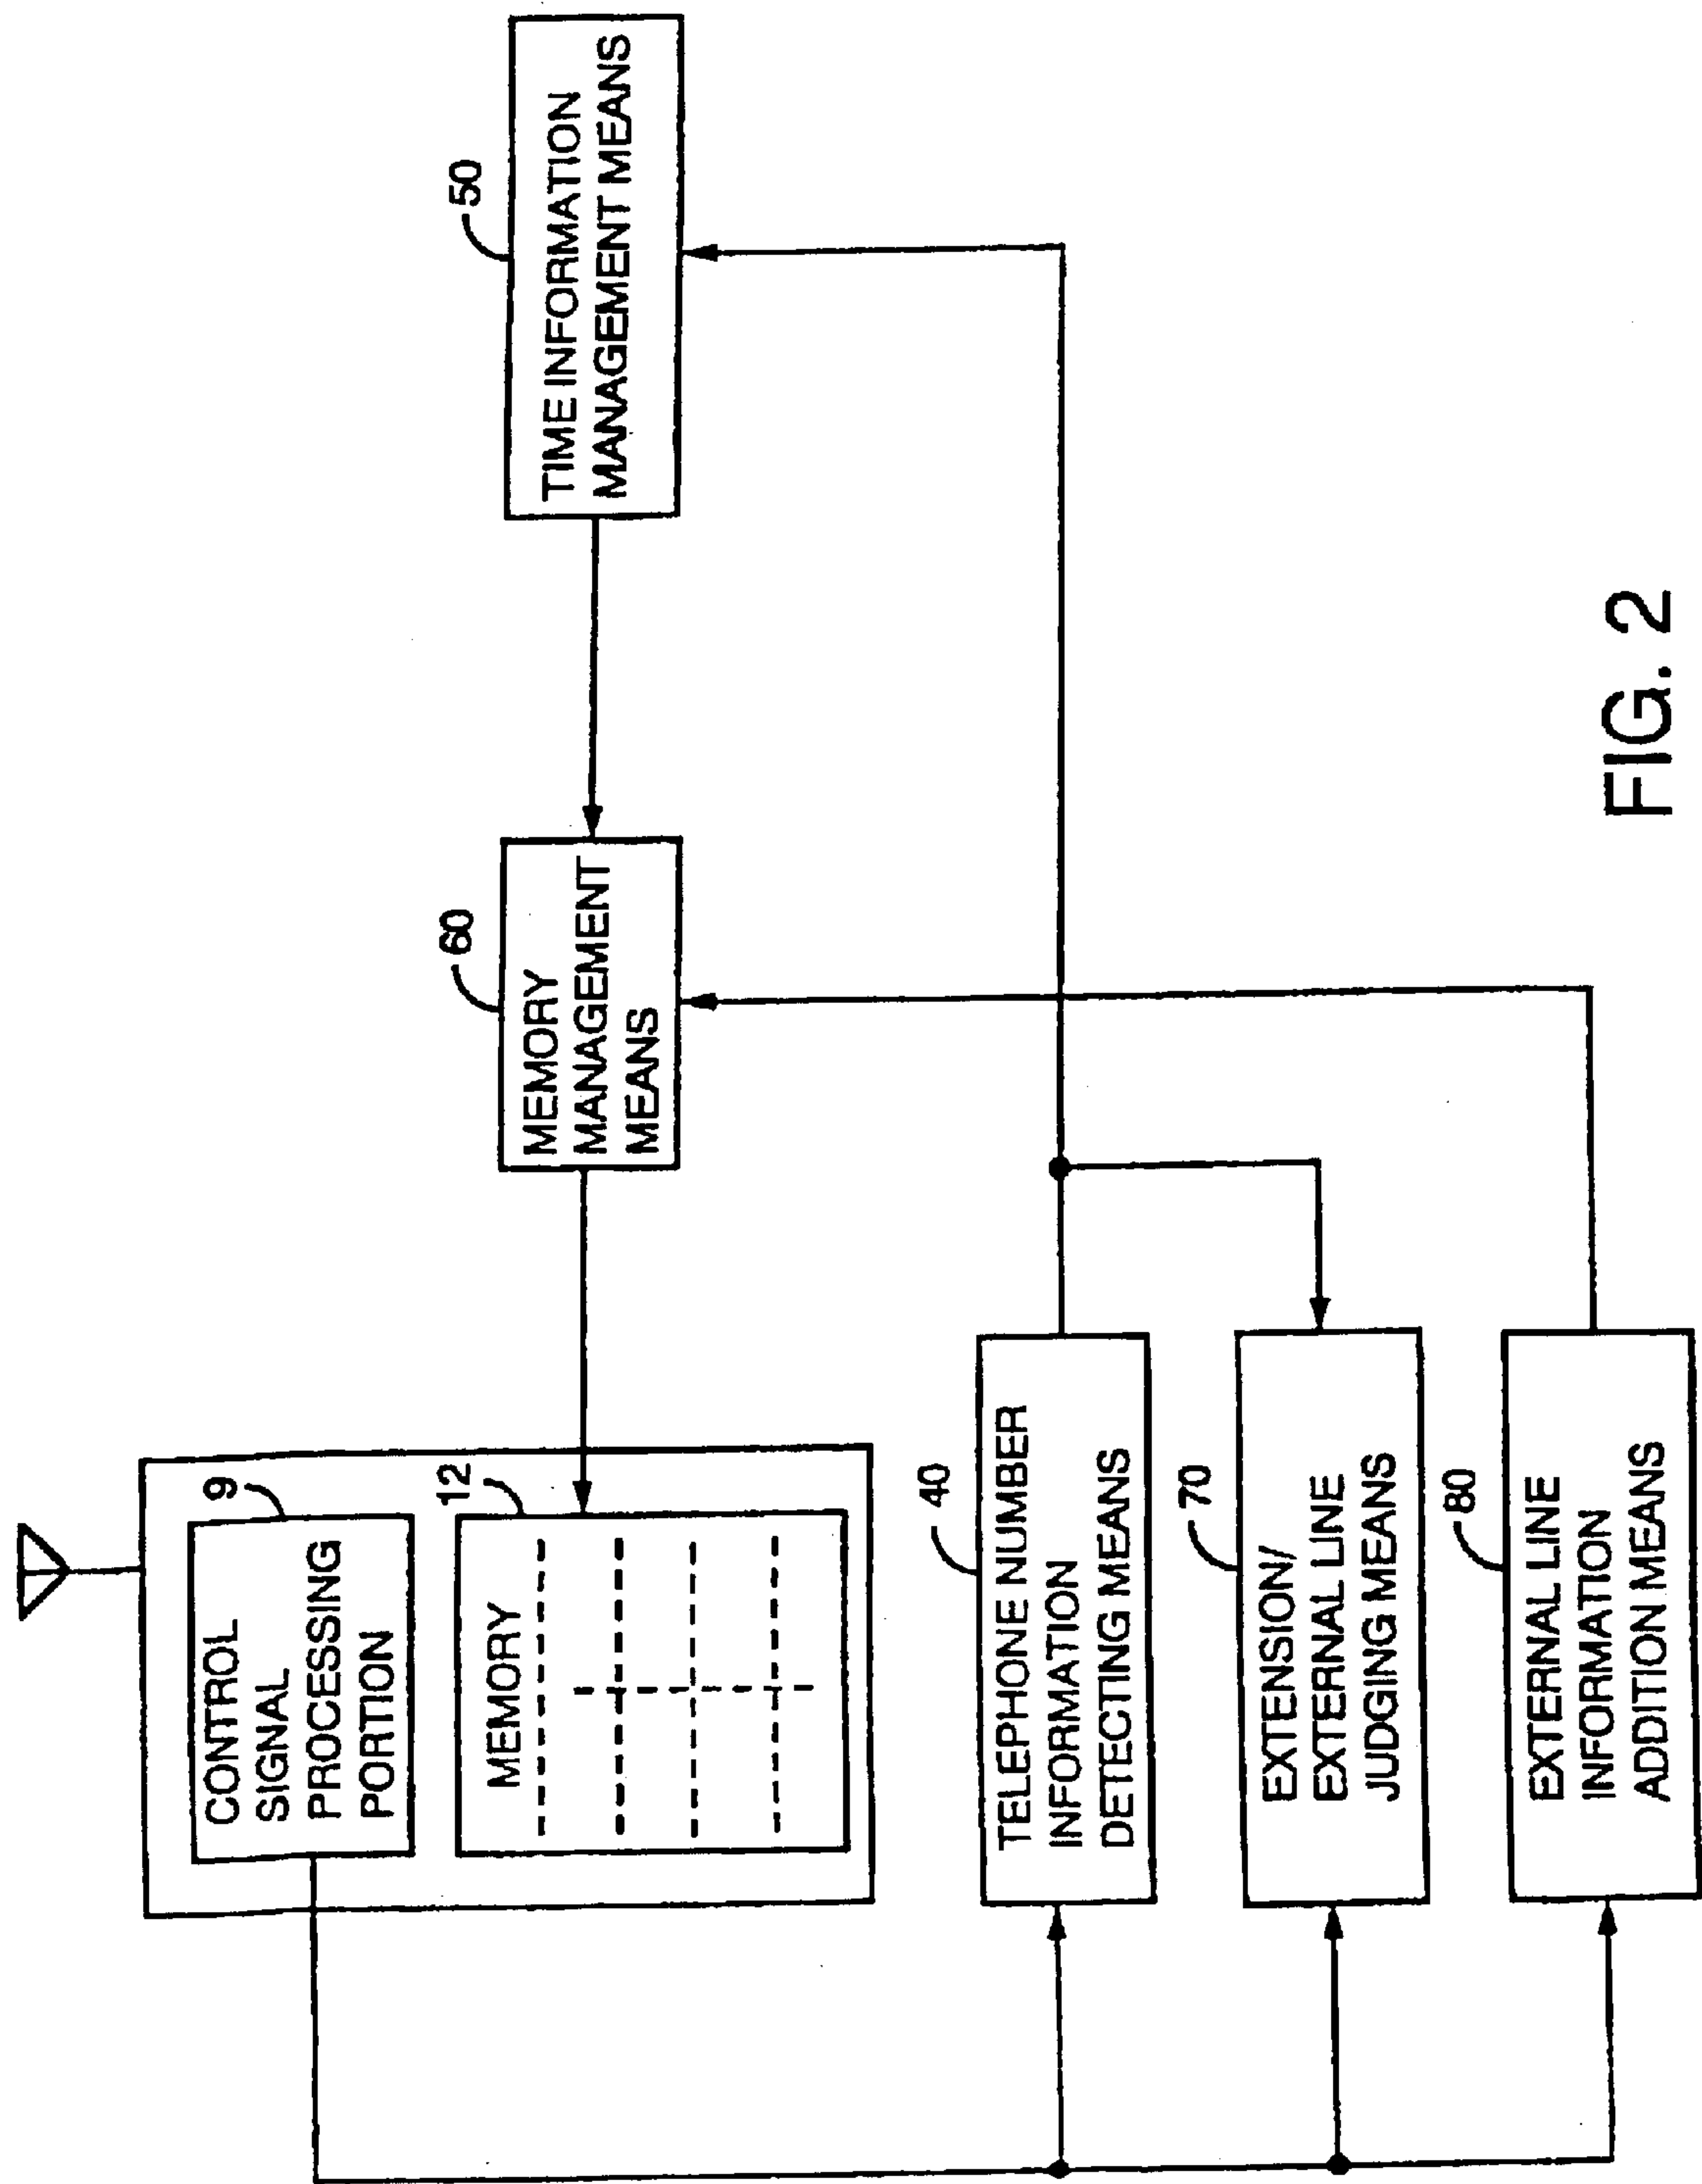 9
CONTROL
SIGNAL
PROCESSING
PORTION
12
MEMORY
60
MEMORY
MANAGEMENT
MEANS
50
TIME INFORMATION
MANAGEMENT MEANS
40
TELEPHONE NUMBER
INFORMATION
DETECTING MEANS
70
EXTENSION/
EXTERNAL LINE
JUDGING MEANS
80
EXTERNAL LINE
INFORMATION
ADDITION MEANS
FIG. 2